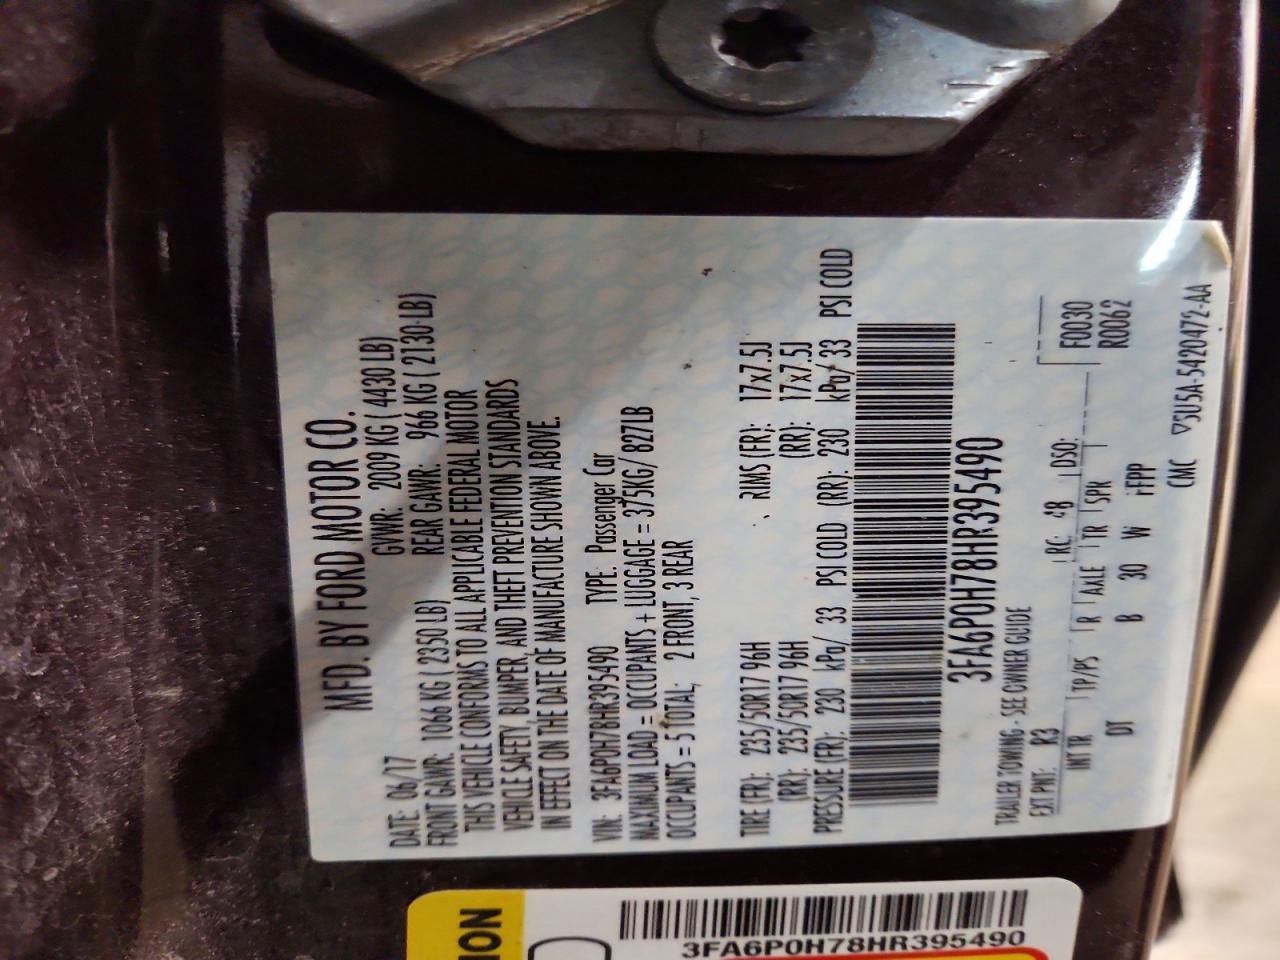 MFD. BY FORD MOTOR CO.
DATE: 06/17 GVWR: 2009 KG ( 4430 LB)
FRONT GAWR: 1066 KG ( 2350 LB) REAR GAWR: 966 KG ( 2130 LB)
THIS VEHICLE CONFORMS TO ALL APPLICABLE FEDERAL MOTOR
VEHICLE SAFETY, BUMPER, AND THEFT PREVENTION STANDARDS
IN EFFECT ON THE DATE OF MANUFACTURE SHOWN ABOVE.
VIN: 3FA6P0H78HR395490 TYPE: Passenger Car
MAXIMUM LOAD = OCCUPANTS + LUGGAGE = 375KG/ 827LB
OCCUPANTS = 5 TOTAL; 2 FRONT, 3 REAR
TIRE (FR): 235/50R17 96H RIMS (FR): 17x7.5J
(RR): 235/50R17 96H (RR): 17x7.5J
PRESSURE (FR): 230 kPa/ 33 PSI COLD (RR): 230 kPa/ 33 PSI COLD
3FA6P0H78HR395490
TRAILER TOWING - SEE OWNER GUIDE
EXT PNT: R3 RC: 48 DSO:
F0030
INT TR TP/PS R AXLE TR SPR R0062
DT B 30 W FPP
CMC ▽5U5A-5420472-AA
ION
3FA6P0H78HR395490